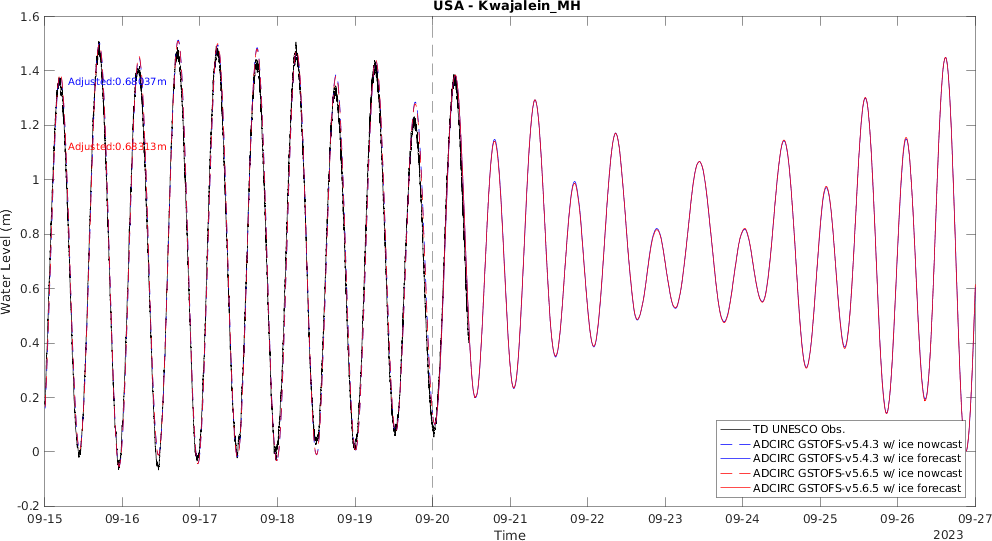 USA - Kwajalein_MH
1.6
1.4
1.2
1
0.8
0.6
0.4
0.2
0
-0.2
Water Level (m)
Adjusted:0.68037m
Adjusted:0.63313m
TD UNESCO Obs.
ADCIRC GSTOFS-v5.4.3 w/ ice nowcast
ADCIRC GSTOFS-v5.4.3 w/ ice forecast
ADCIRC GSTOFS-v5.6.5 w/ ice nowcast
ADCIRC GSTOFS-v5.6.5 w/ ice forecast
09-15 09-16 09-17 09-18 09-19 09-20 09-21 09-22 09-23 09-24 09-25 09-26 09-27
Time
2023